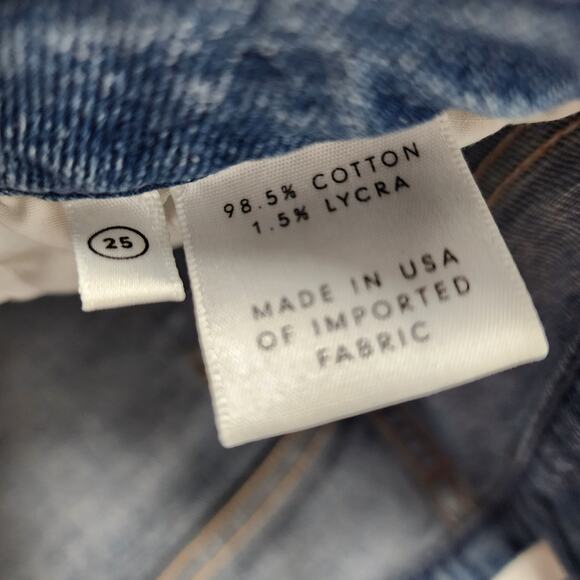 98.5% COTTON
1.5% LYCRA
25
MADE IN USA
OF IMPORTED
FABRIC